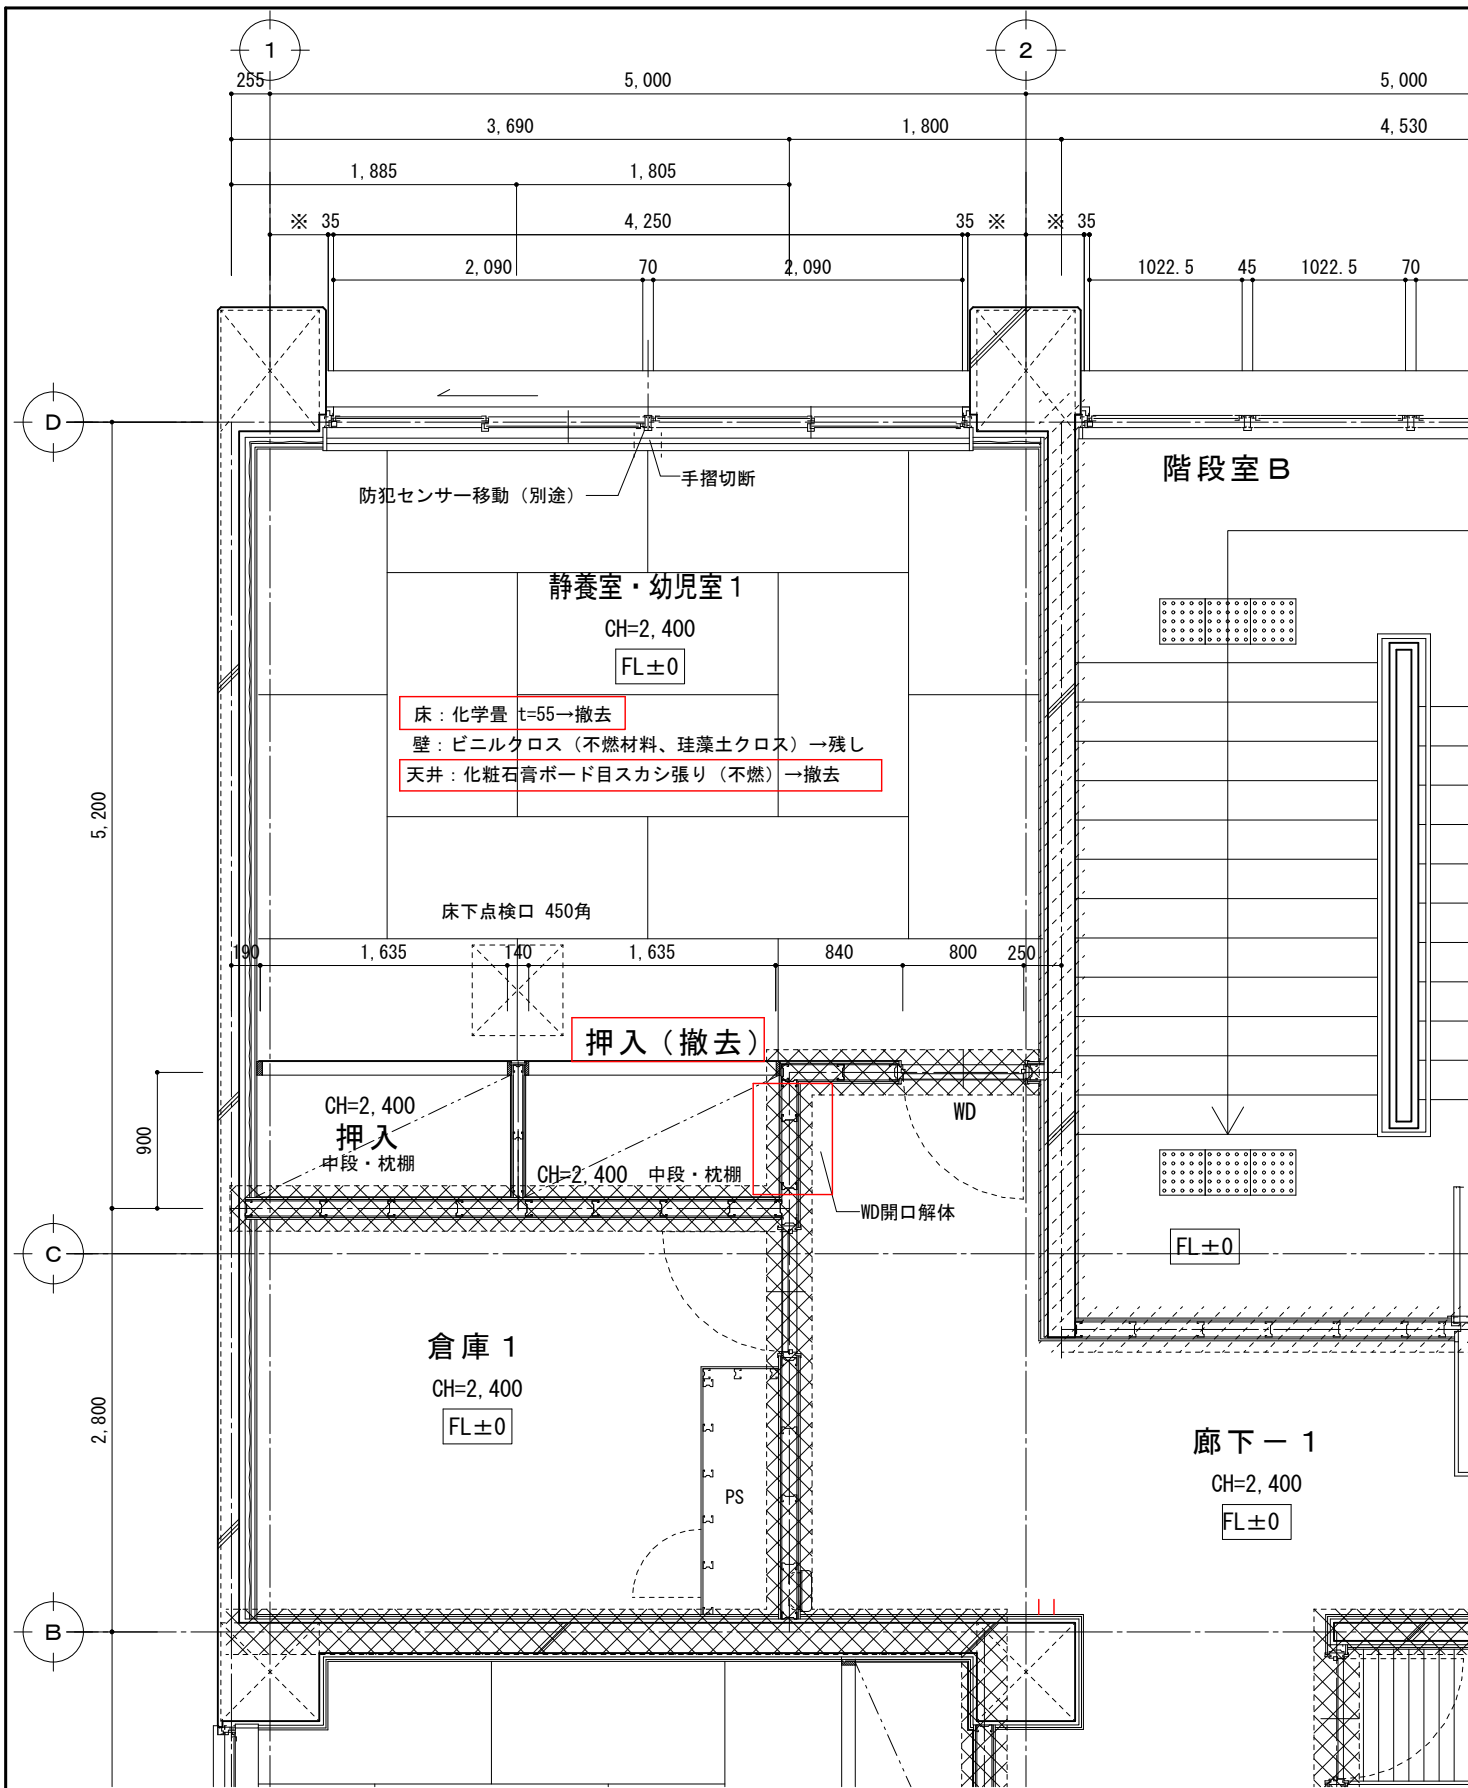 1
2
255
5,000
5,000
3,690
1,800
4,530
1,885
1,805
※
35
4,250
35
※
※
35
2,090
70
2,090
1022.5
45
1022.5
70
D
階段室B
手摺切断
防犯センサー移動（別途）
静養室・幼児室1
CH=2,400
FL±0
床：化学畳 t=55→撤去
壁：ビニルクロス（不燃材料、珪藻土クロス）→残し
天井：化粧石膏ボード目スカシ張り（不燃）→撤去
5,200
床下点検口 450角
190
1,635
140
1,635
840
800
250
押入（撤去）
CH=2,400
押入
中段・枕棚
CH=2,400 中段・枕棚
WD
900
WD開口解体
C
FL±0
倉庫1
CH=2,400
FL±0
2,800
PS
廊下－1
CH=2,400
FL±0
B